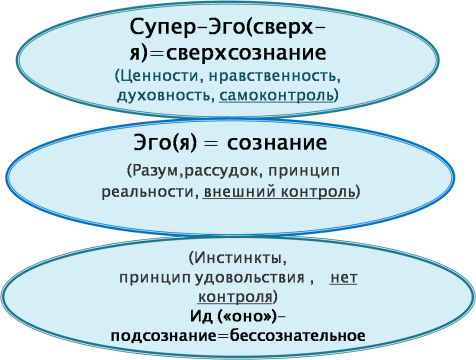 Супер-Эго(сверх-
я)=сверхсознание
(Ценности, нравственность,
духовность, самоконтроль)
Эго(я) = сознание
(Разум,рассудок, принцип
реальности, внешний контроль)
(Инстинкты,
принцип удовольствия , нет
контроля)
Ид («оно»)-
подсознание=бессознательное